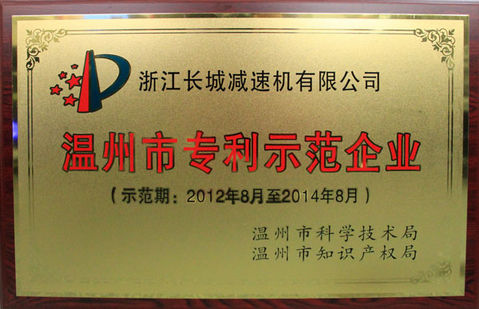 浙江长城减速机有限公司
温州市专利示范企业
（示范期：2012年8月至2014年8月）
温州市科学技术局
温州市知识产权局